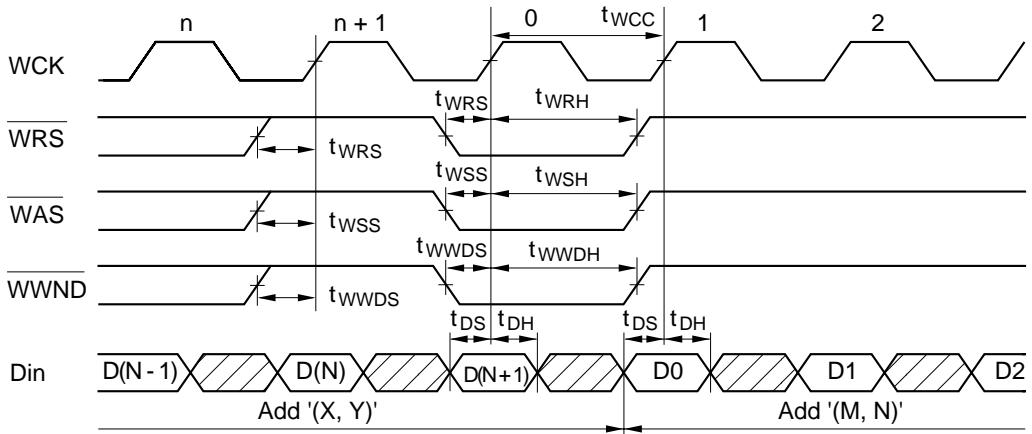 n n + 1 0 tWCC 1 2
WCK
tWRS tWRH
WRS tWRS
tWSS tWSH
WAS tWSS
tWWDS tWWDH
WWND tWWDS
tDS tDH tDS tDH
Din D(N - 1) D(N) D(N+1) D0 D1 D2
Add '(X, Y)' Add '(M, N)'